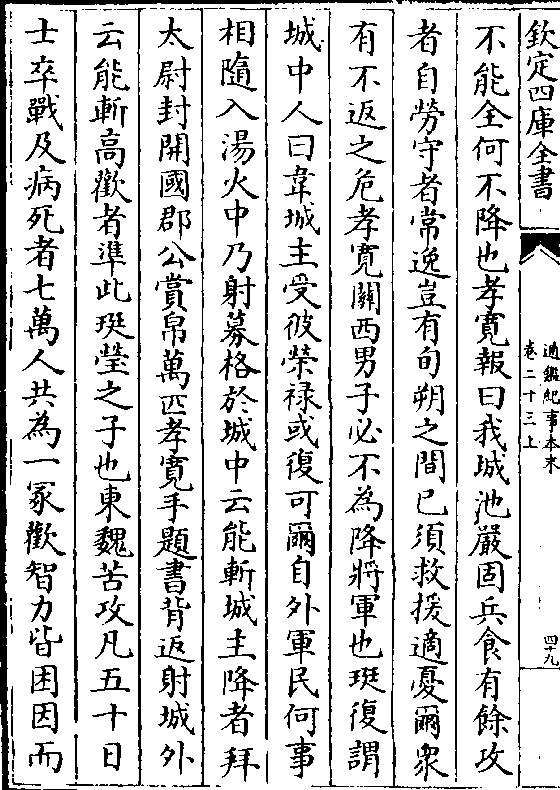 欽定四庫全書
通鑑紀事本末
卷二十三上
四十九
不能全何不降也孝寛報曰我城池嚴固兵食有餘攻
者自勞守者常逸豈有旬朔之間已須救援適憂爾衆
有不返之危孝寛闗西男子必不為降將軍也珽復謂
城中人曰韋城主受彼榮禄或復可爾自外軍民何事
相隨入湯火中乃射募格於城中云能斬城主降者拜
太尉封開國郡公賞帛萬匹孝寛手題書背返射城外
云能斬高歡者準此珽瑩之子也東魏苦攻凡五十日
士卒戰及病死者七萬人共為一冢歡智力皆困因而